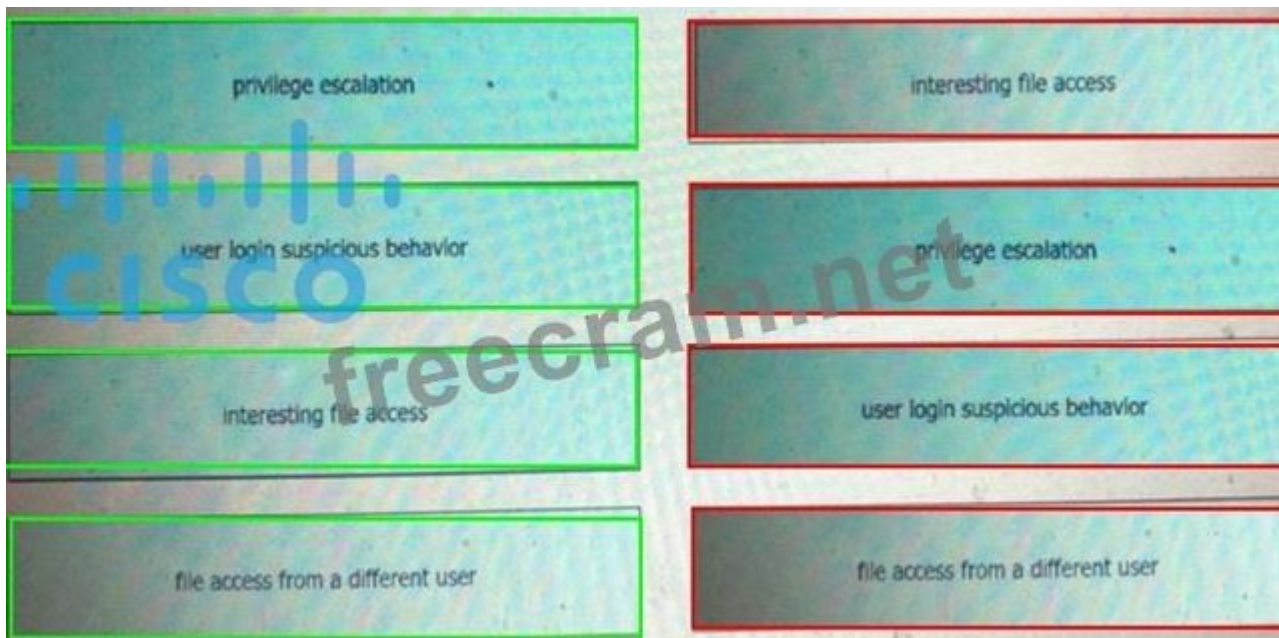 privilege escalation
interesting file access
user login suspicious behavior
privilege escalation
CISCO
freecram.net
interesting file access
user login suspicious behavior
file access from a different user
file access from a different user